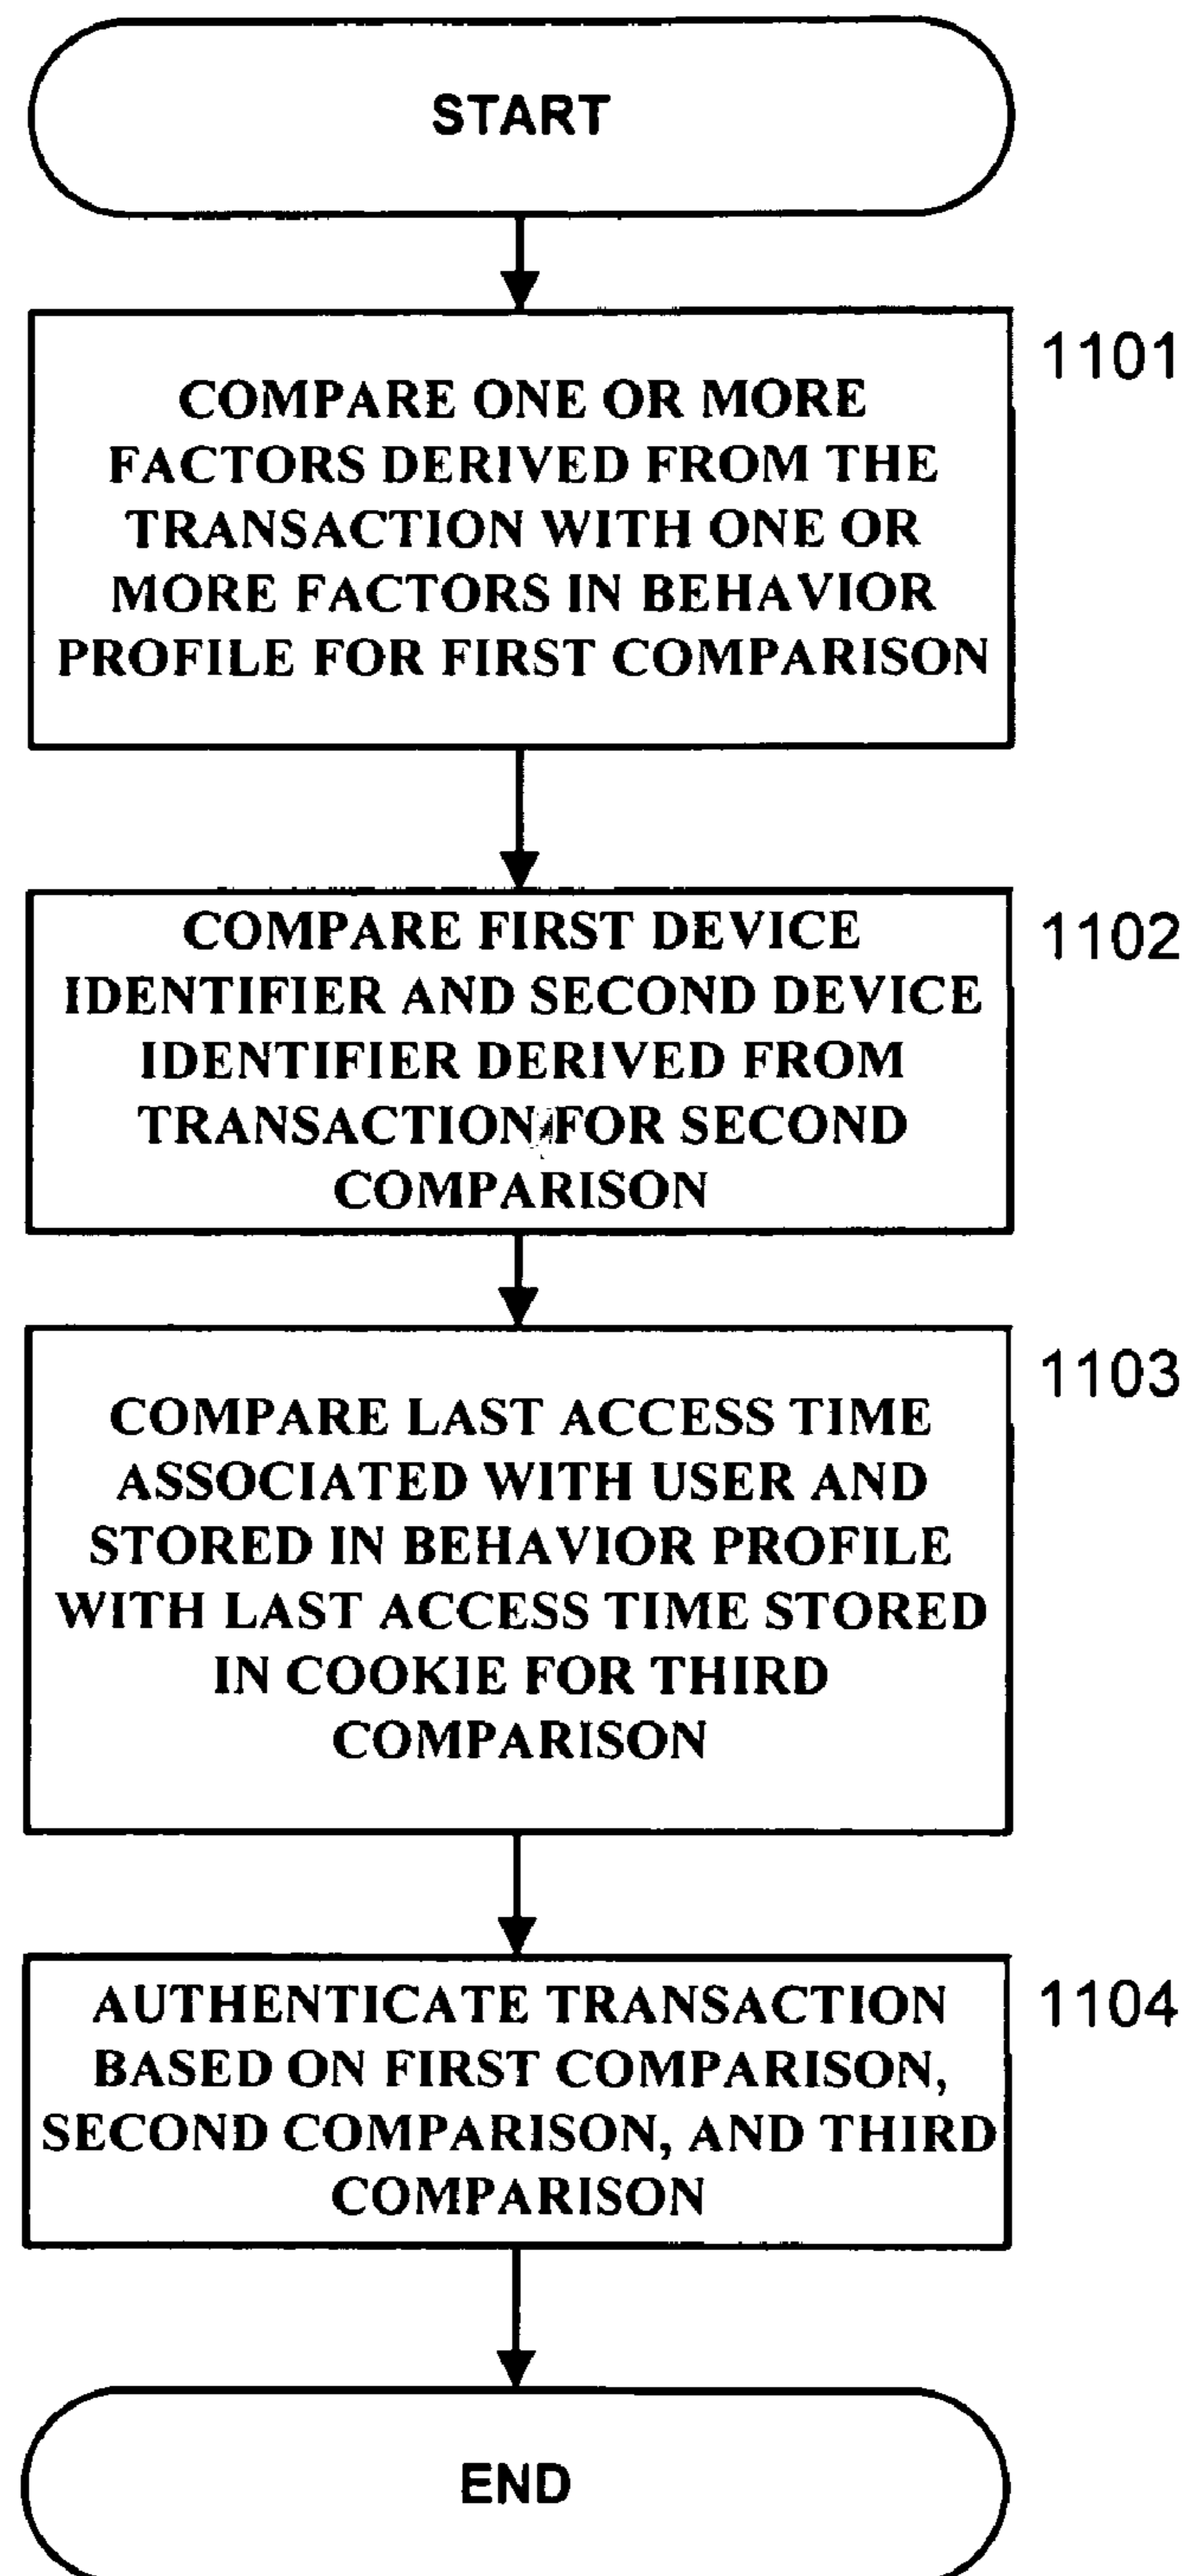 START
1101
COMPARE ONE OR MORE
FACTORS DERIVED FROM THE
TRANSACTION WITH ONE OR
MORE FACTORS IN BEHAVIOR
PROFILE FOR FIRST COMPARISON
1102
COMPARE FIRST DEVICE
IDENTIFIER AND SECOND DEVICE
IDENTIFIER DERIVED FROM
TRANSACTION FOR SECOND
COMPARISON
1103
COMPARE LAST ACCESS TIME
ASSOCIATED WITH USER AND
STORED IN BEHAVIOR PROFILE
WITH LAST ACCESS TIME STORED
IN COOKIE FOR THIRD
COMPARISON
1104
AUTHENTICATE TRANSACTION
BASED ON FIRST COMPARISON,
SECOND COMPARISON, AND THIRD
COMPARISON
END